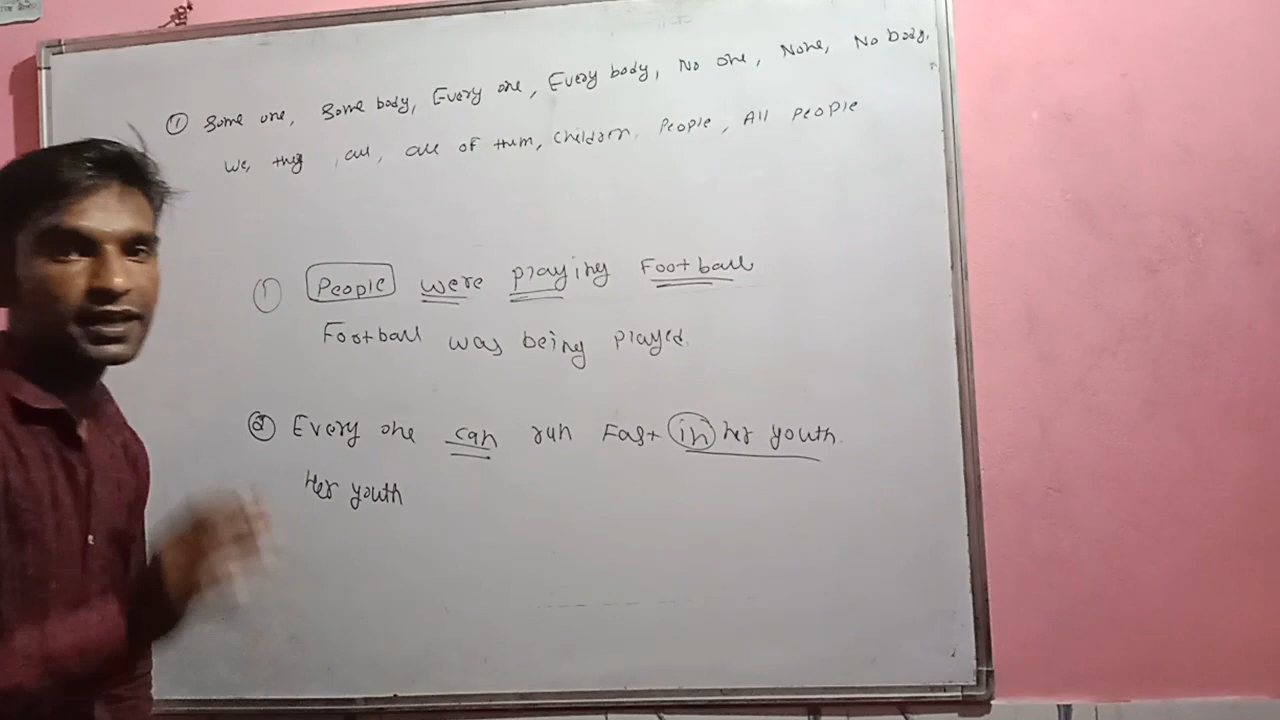 ① Some one, Some body, Every one, Every body, No one, None, No body,
We, they, all, all of them, Children, People, All people
① People were playing Football
Football was being played.
② Every one can run Fast in her youth.
Her youth